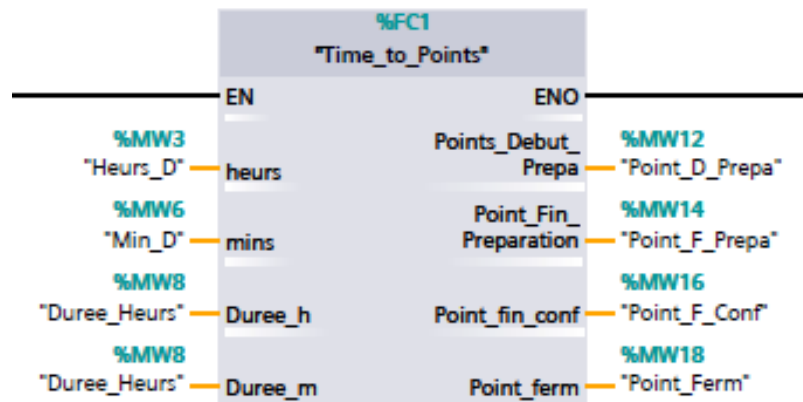 %FC1
"Time_to_Points"
EN ENO
%MW3 Points_Debut_ %MW12
"Heurs_D" heurs Prepa "Point_D_Prepa"
%MW6 Point_Fin_ %MW14
"Min_D" mins Preparation "Point_F_Prepa"
%MW8 %MW16
"Duree_Heurs" Duree_h Point_fin_conf "Point_F_Conf"
%MW8 %MW18
"Duree_Heurs" Duree_m Point_ferm "Point_Ferm"